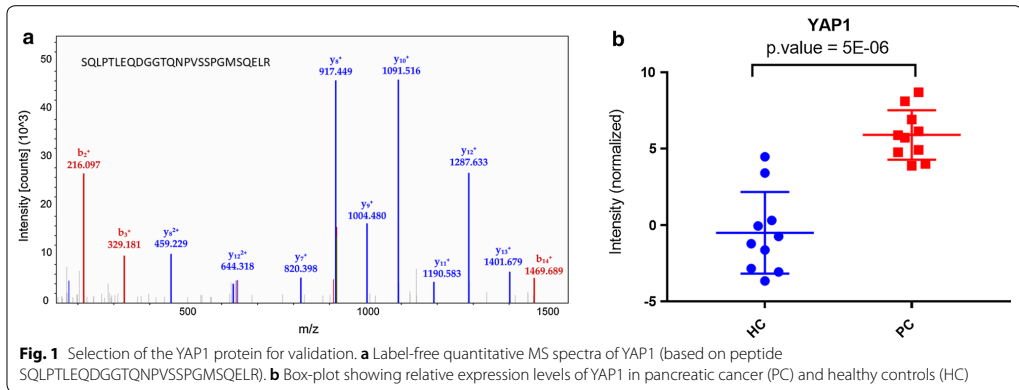 a
SQLPTLEQDGGTQNPVSSPGMSQELR
Intensity [counts] (10^3)
50
40
30
20
10
0
b₂⁺
216.097
b₃⁺
329.181
y₈²⁺
459.229
y₁₂²⁺
644.318
y₇⁺
820.398
y₈⁺
917.449
y₉⁺
1004.480
y₁₀⁺
1091.516
y₁₁⁺
1190.583
y₁₂⁺
1287.633
y₁₃⁺
1401.679
b₁₄⁺
1469.689
500
1000
1500
m/z
b
YAP1
p.value = 5E-06
Intensity (normalized)
10
5
0
-5
HC
PC
Fig. 1 Selection of the YAP1 protein for validation. a Label-free quantitative MS spectra of YAP1 (based on peptide
SQLPTLEQDGGTQNPVSSPGMSQELR). b Box-plot showing relative expression levels of YAP1 in pancreatic cancer (PC) and healthy controls (HC)